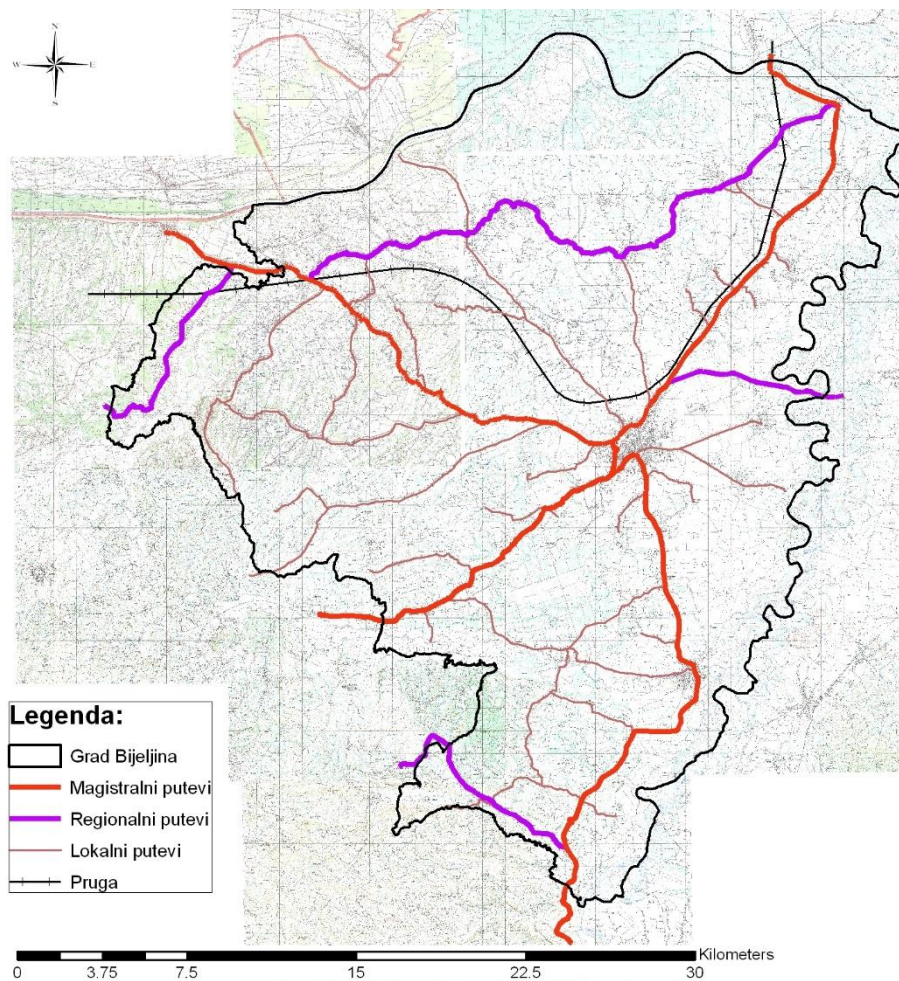 N
W E
S
Legenda:
Grad Bijeljina
Magistralni putevi
Regionalni putevi
Lokalni putevi
Pruga
Kilometers
0 3.75 7.5 15 22.5 30